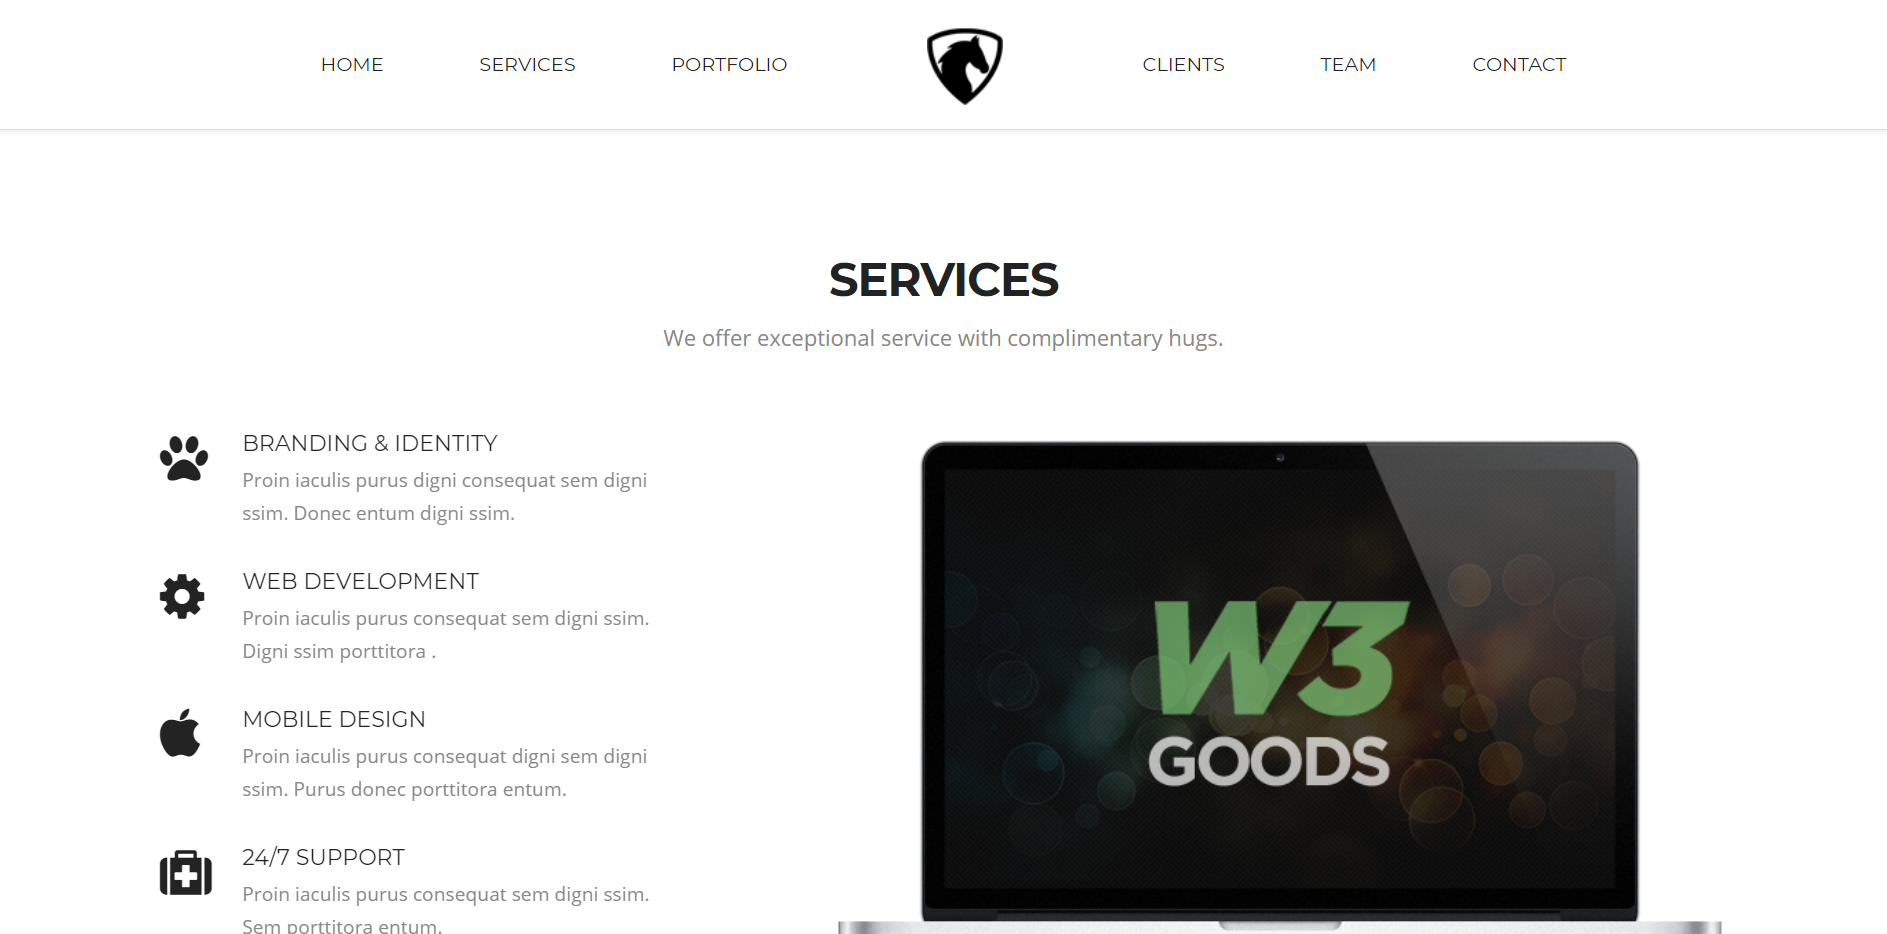 HOME
SERVICES
PORTFOLIO
CLIENTS
TEAM
CONTACT
SERVICES
We offer exceptional service with complimentary hugs.
BRANDING & IDENTITY
Proin iaculis purus digni consequat sem digni
ssim. Donec entum digni ssim.
WEB DEVELOPMENT
Proin iaculis purus consequat sem digni ssim.
Digni ssim porttitora .
MOBILE DESIGN
Proin iaculis purus consequat digni sem digni
ssim. Purus donec porttitora entum.
24/7 SUPPORT
Proin iaculis purus consequat sem digni ssim.
Sem porttitora entum.
W3
GOODS